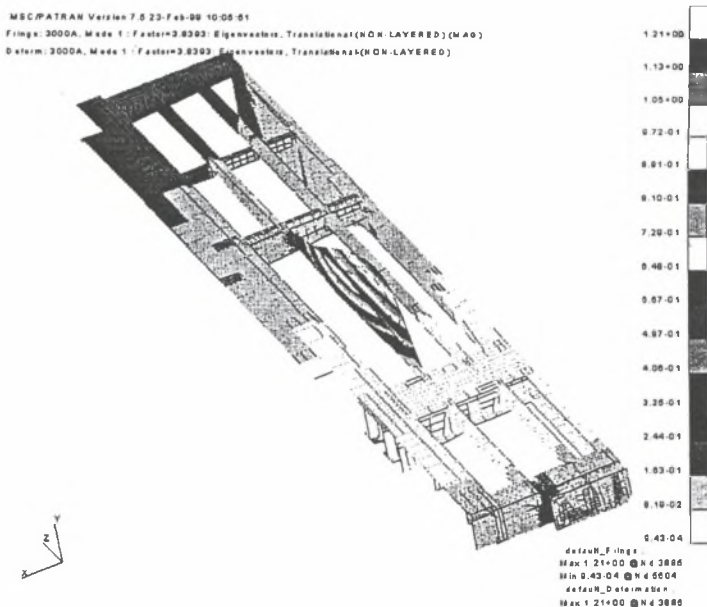 MSC/PATRAN Version 7.5 23-Feb-99 10:05:51
Fringe: 3000A, Mode 1 : Factor=3.8393: Eigenvectors, Translational(NON-LAYERED) (MAG)
Deform: 3000A, Mode 1 : Factor=3.8393: Eigenvectors, Translational(NON-LAYERED)
1.21+00
1.13+00
1.05+00
9.72-01
8.91-01
8.10-01
7.29-01
6.48-01
5.67-01
4.87-01
4.06-01
3.25-01
2.44-01
1.63-01
8.19-02
9.43-04
Y
Z
X
default_Fringe :
Max 1.21+00 @Nd 3886
Min 9.43-04 @Nd 5604
default_Deformation :
Max 1.21+00 @Nd 3886